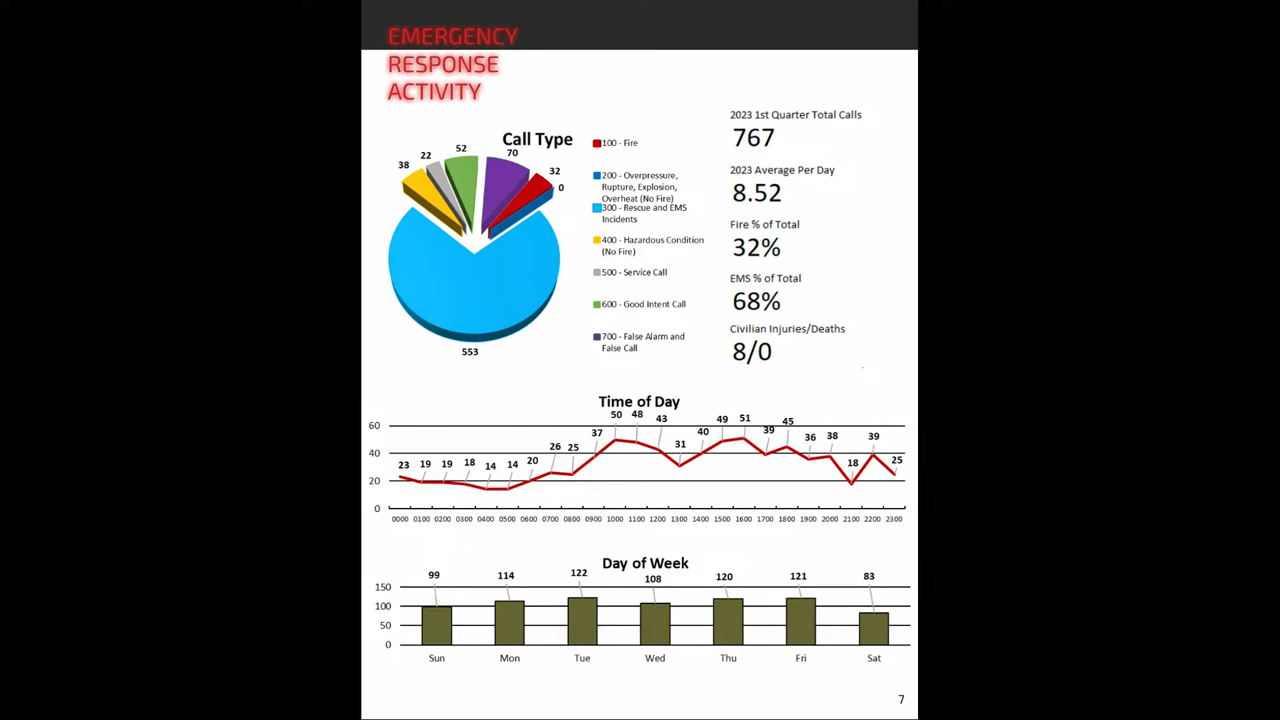 EMERGENCY
RESPONSE
ACTIVITY
Call Type
38
22
52
70
32
0
553
100 - Fire
200 - Overpressure,
Rupture, Explosion,
Overheat (No Fire)
300 - Rescue and EMS
Incidents
400 - Hazardous Condition
(No Fire)
500 - Service Call
600 - Good Intent Call
700 - False Alarm and
False Call
2023 1st Quarter Total Calls
767
2023 Average Per Day
8.52
Fire % of Total
32%
EMS % of Total
68%
Civilian Injuries/Deaths
8/0
Time of Day
60
40
20
0
23 19 19 18 14 14 20 26 25 37 50 48 43 31 40 49 51 39 45 36 38 18 39 25
0000 0100 0200 0300 0400 0500 0600 0700 0800 0900 1000 1100 1200 1300 1400 1500 1600 1700 1800 1900 2000 2100 2200 2300
Day of Week
99 114 122 108 120 121 83
150
100
50
0
Sun Mon Tue Wed Thu Fri Sat
7